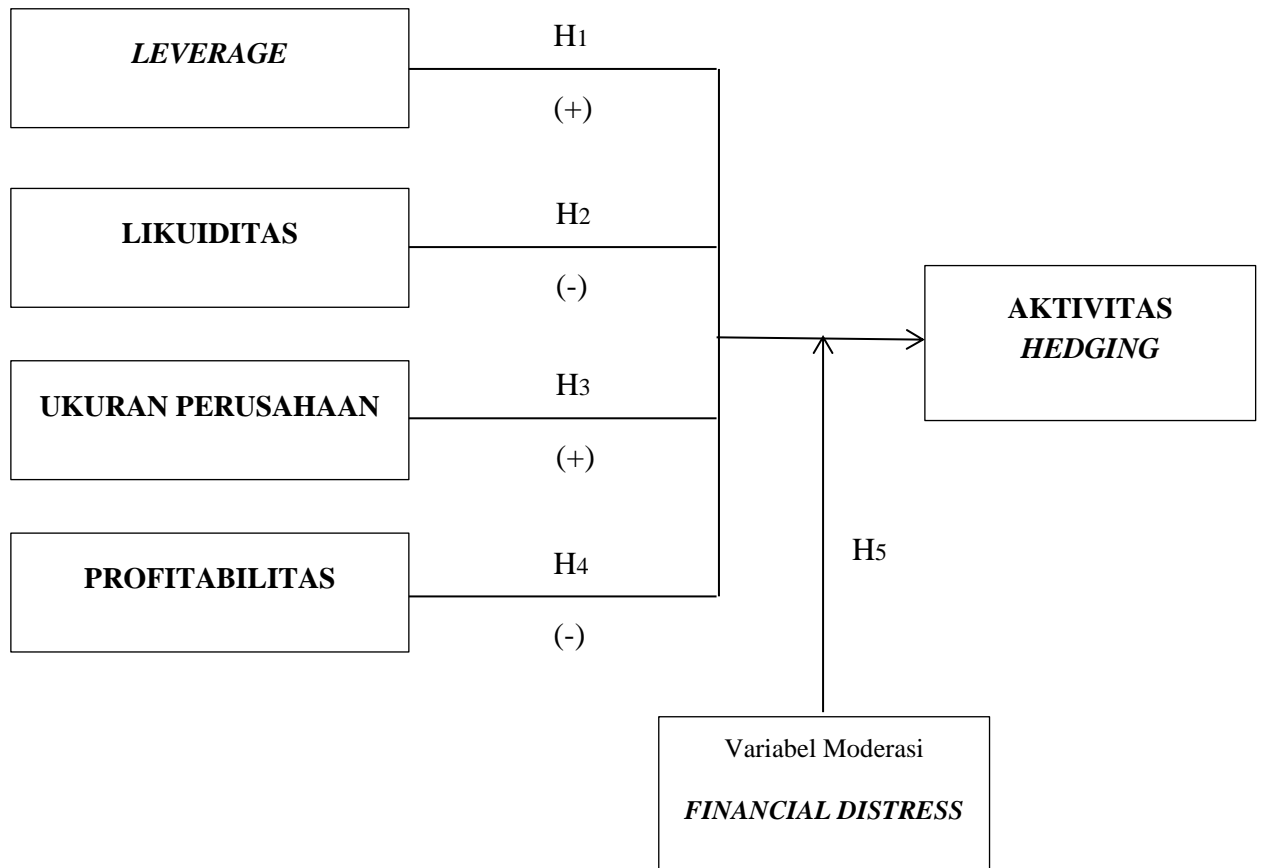 LEVERAGE
H1
(+)
LIKUIDITAS
H2
(-)
UKURAN PERUSAHAAN
H3
(+)
PROFITABILITAS
H4
(-)
AKTIVITAS
HEDGING
H5
Variabel Moderasi
FINANCIAL DISTRESS